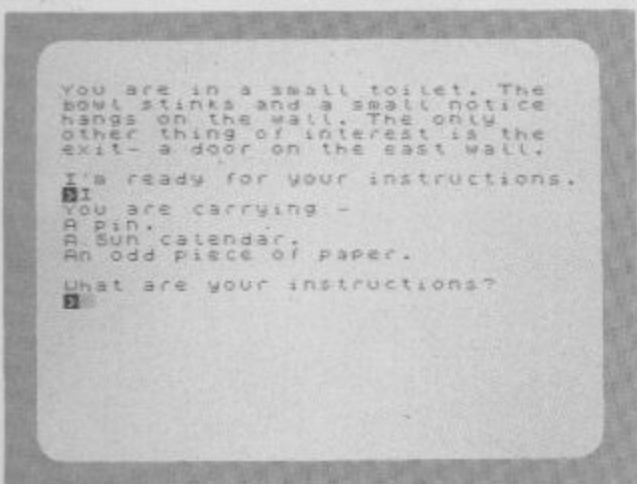 You are in a small toilet. The
bowl stinks and a small notice
hangs on the wall. The only
other thing of interest is the
exit- a door on the east wall.
I'm ready for your instructions.
>I
You are carrying -
A pin.
A Sun calendar.
An odd piece of paper.
What are your instructions?
>